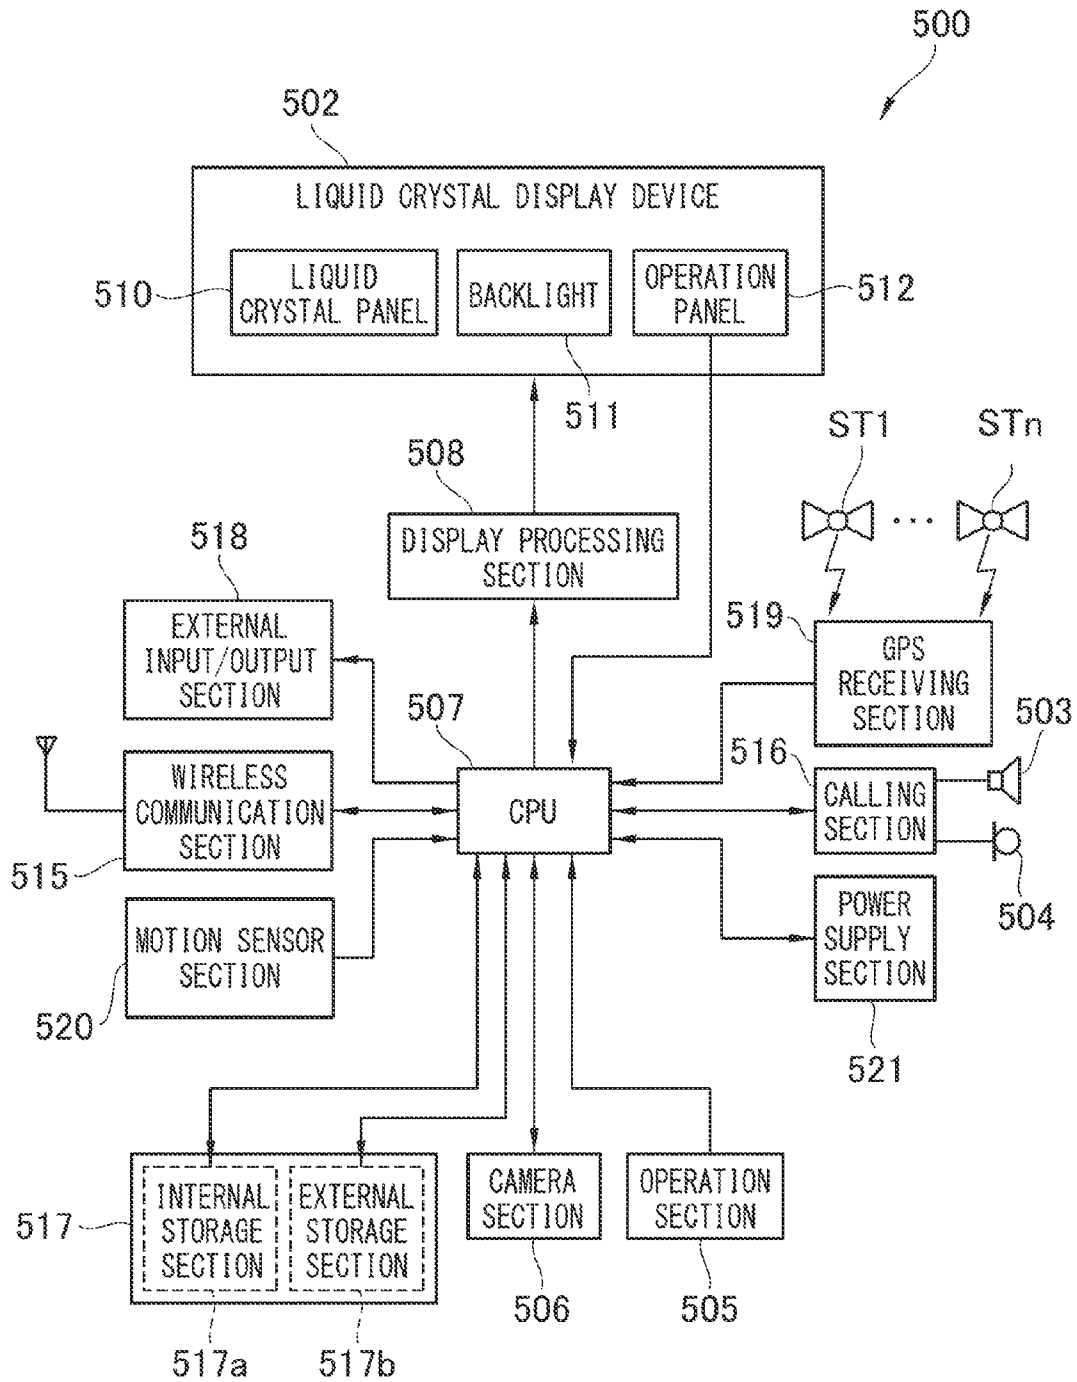 500
502
LIQUID CRYSTAL DISPLAY DEVICE
510
LIQUID
CRYSTAL PANEL
BACKLIGHT
OPERATION
PANEL
512
511
ST1
STn
508
DISPLAY PROCESSING
SECTION
518
EXTERNAL
INPUT/OUTPUT
SECTION
519
GPS
RECEIVING
SECTION
507
503
516
WIRELESS
COMMUNICATION
SECTION
CPU
CALLING
SECTION
515
504
MOTION SENSOR
SECTION
POWER
SUPPLY
SECTION
520
521
517
INTERNAL
STORAGE
SECTION
EXTERNAL
STORAGE
SECTION
CAMERA
SECTION
OPERATION
SECTION
506
505
517a
517b